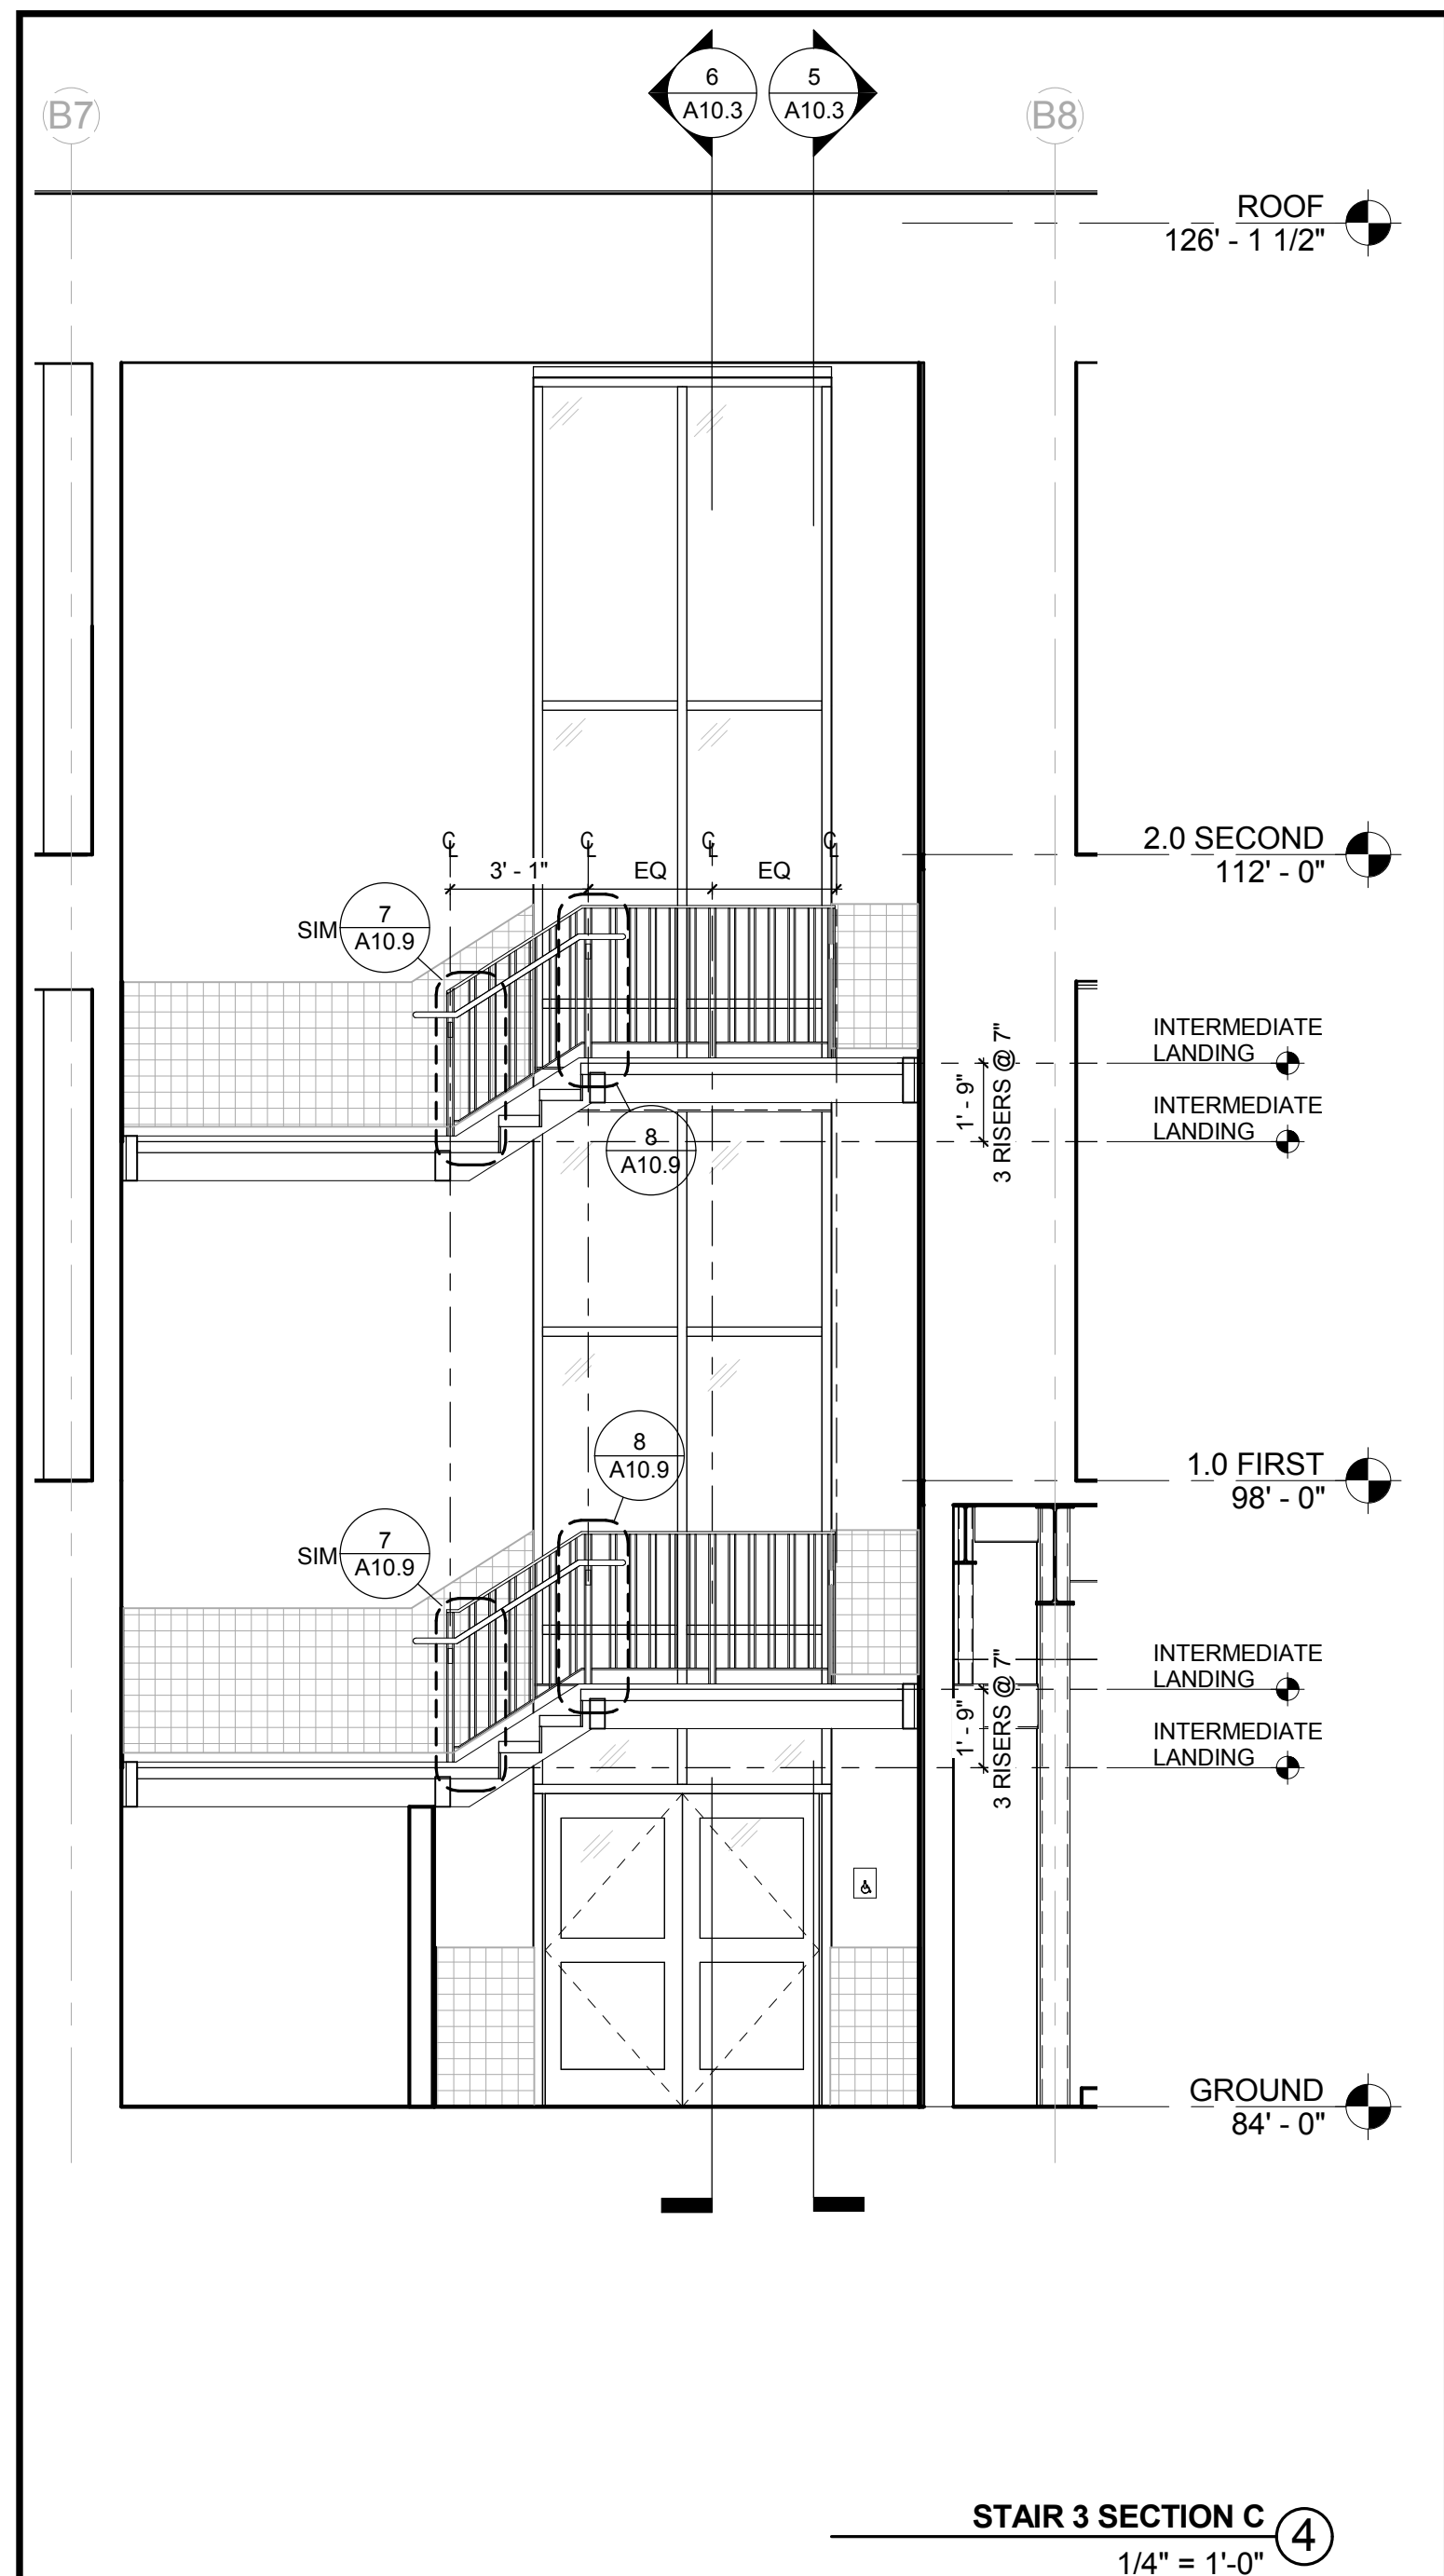 6
A10.3
5
A10.3
B7
B8
ROOF
126' - 1 1/2"
2.0 SECOND
112' - 0"
℄
℄
℄
℄
3' - 1"
EQ
EQ
SIM
7
A10.9
INTERMEDIATE
LANDING
1' - 9"
3 RISERS @ 7"
INTERMEDIATE
LANDING
8
A10.9
8
A10.9
1.0 FIRST
98' - 0"
SIM
7
A10.9
INTERMEDIATE
LANDING
1' - 9"
3 RISERS @ 7"
INTERMEDIATE
LANDING
GROUND
84' - 0"
STAIR 3 SECTION C
4
1/4" = 1'-0"